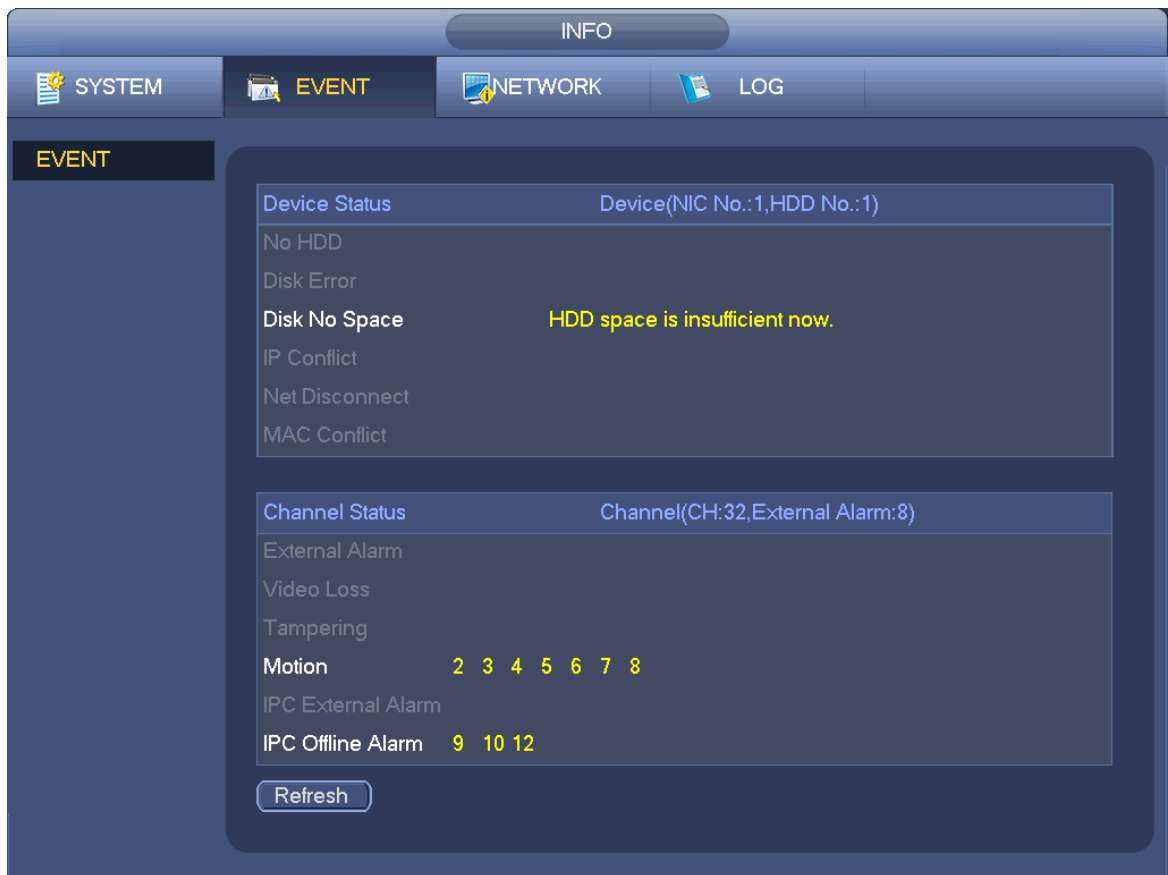 INFO
SYSTEM EVENT NETWORK LOG
EVENT
Device Status Device(NIC No.:1,HDD No.:1)
No HDD
Disk Error
Disk No Space HDD space is insufficient now.
IP Conflict
Net Disconnect
MAC Conflict
Channel Status Channel(CH:32,External Alarm:8)
External Alarm
Video Loss
Tampering
Motion 2 3 4 5 6 7 8
IPC External Alarm
IPC Offline Alarm 9 10 12
Refresh